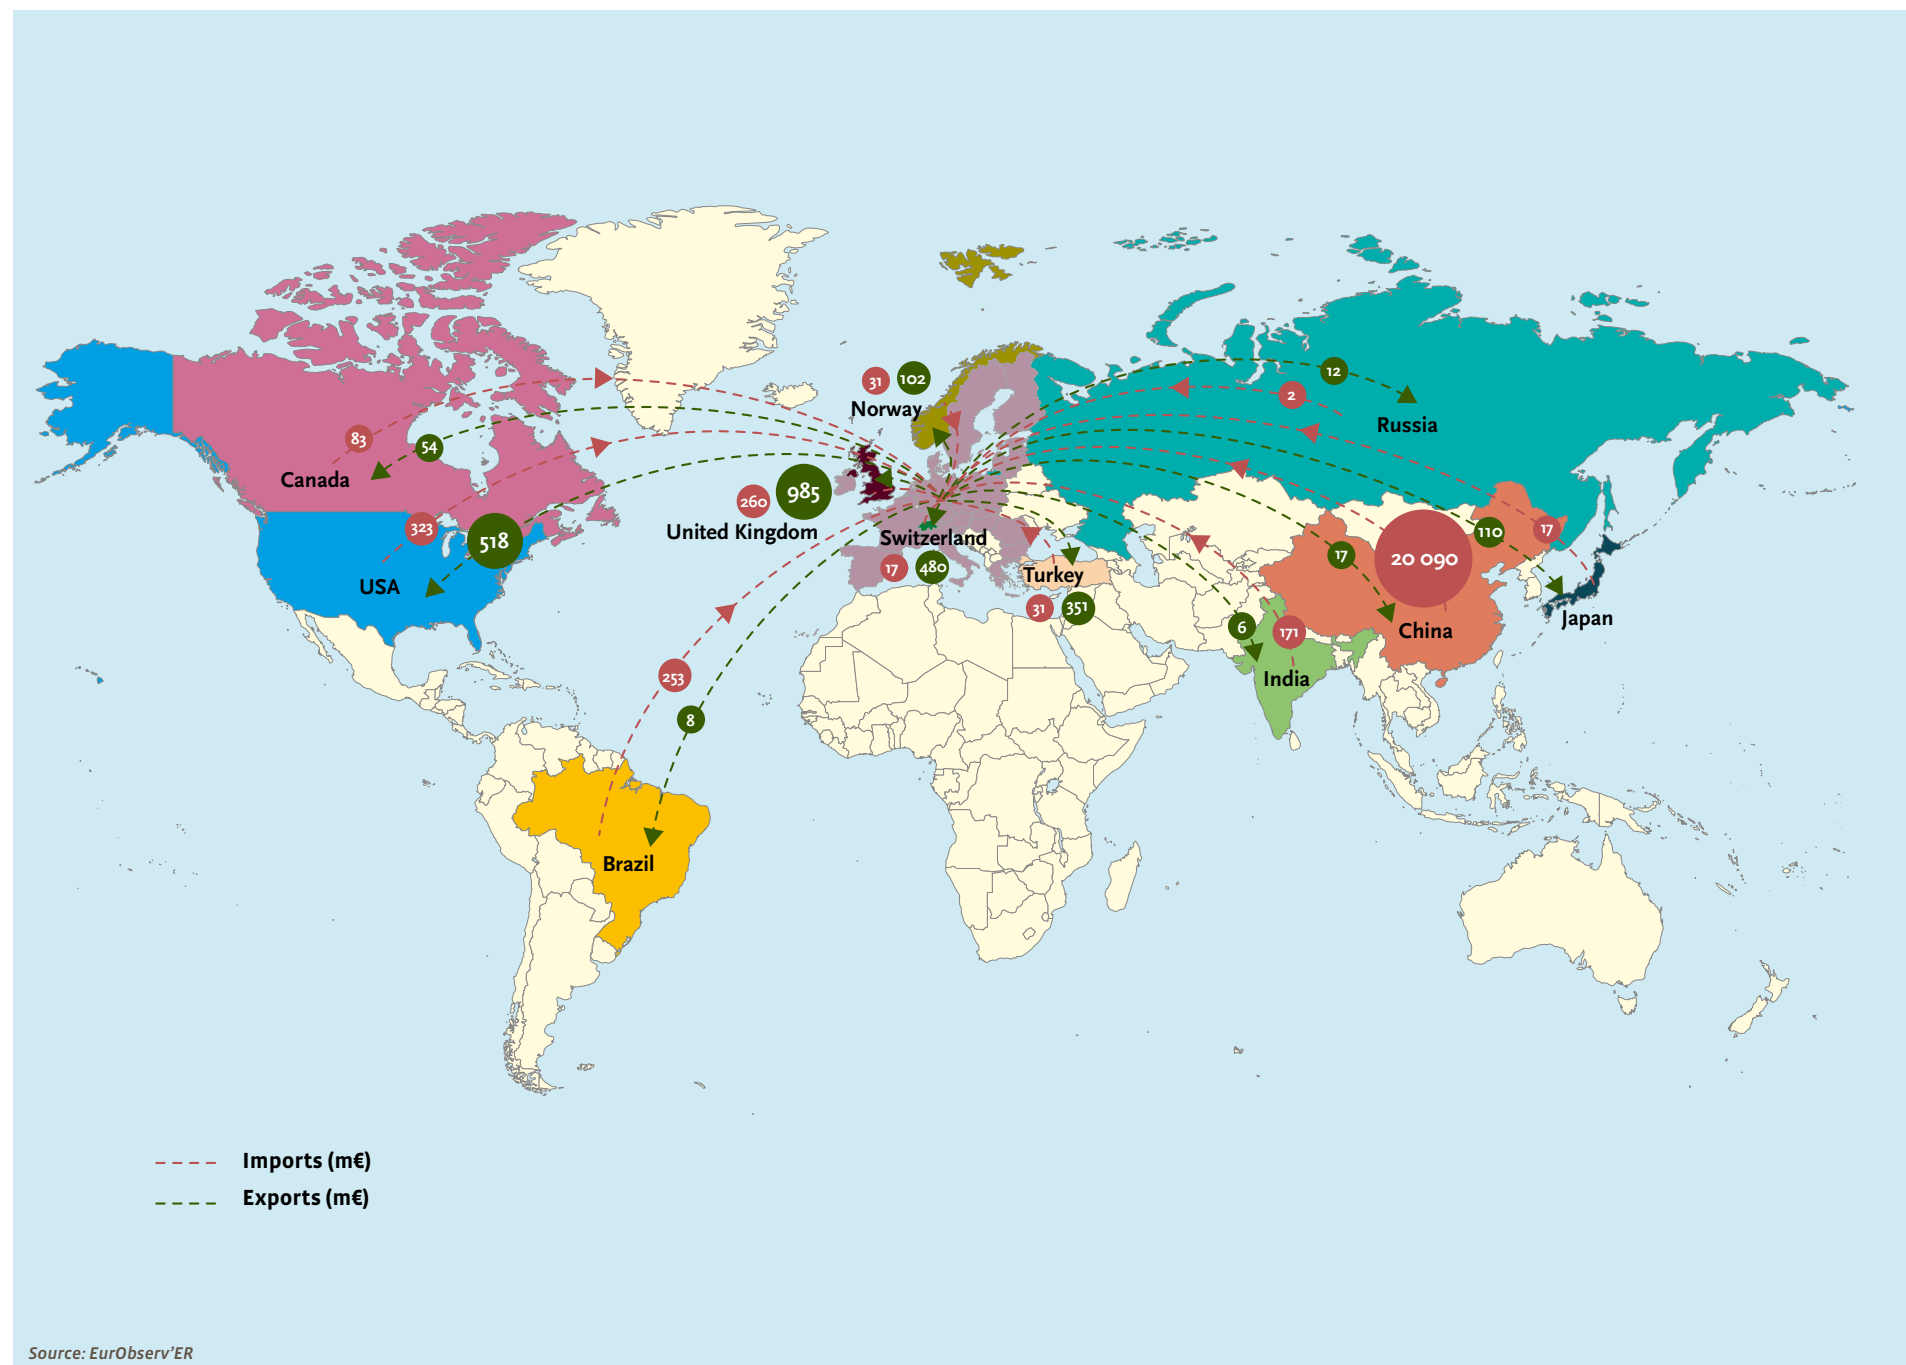 31
102
Norway
12
2
Russia
83
54
Canada
260
985
United Kingdom
323
518
USA
Switzerland
17
480
Turkey
31
351
17
20 090
110
17
China
Japan
6
171
India
253
8
Brazil
Imports (m€)
Exports (m€)
Source: EurObserv'ER